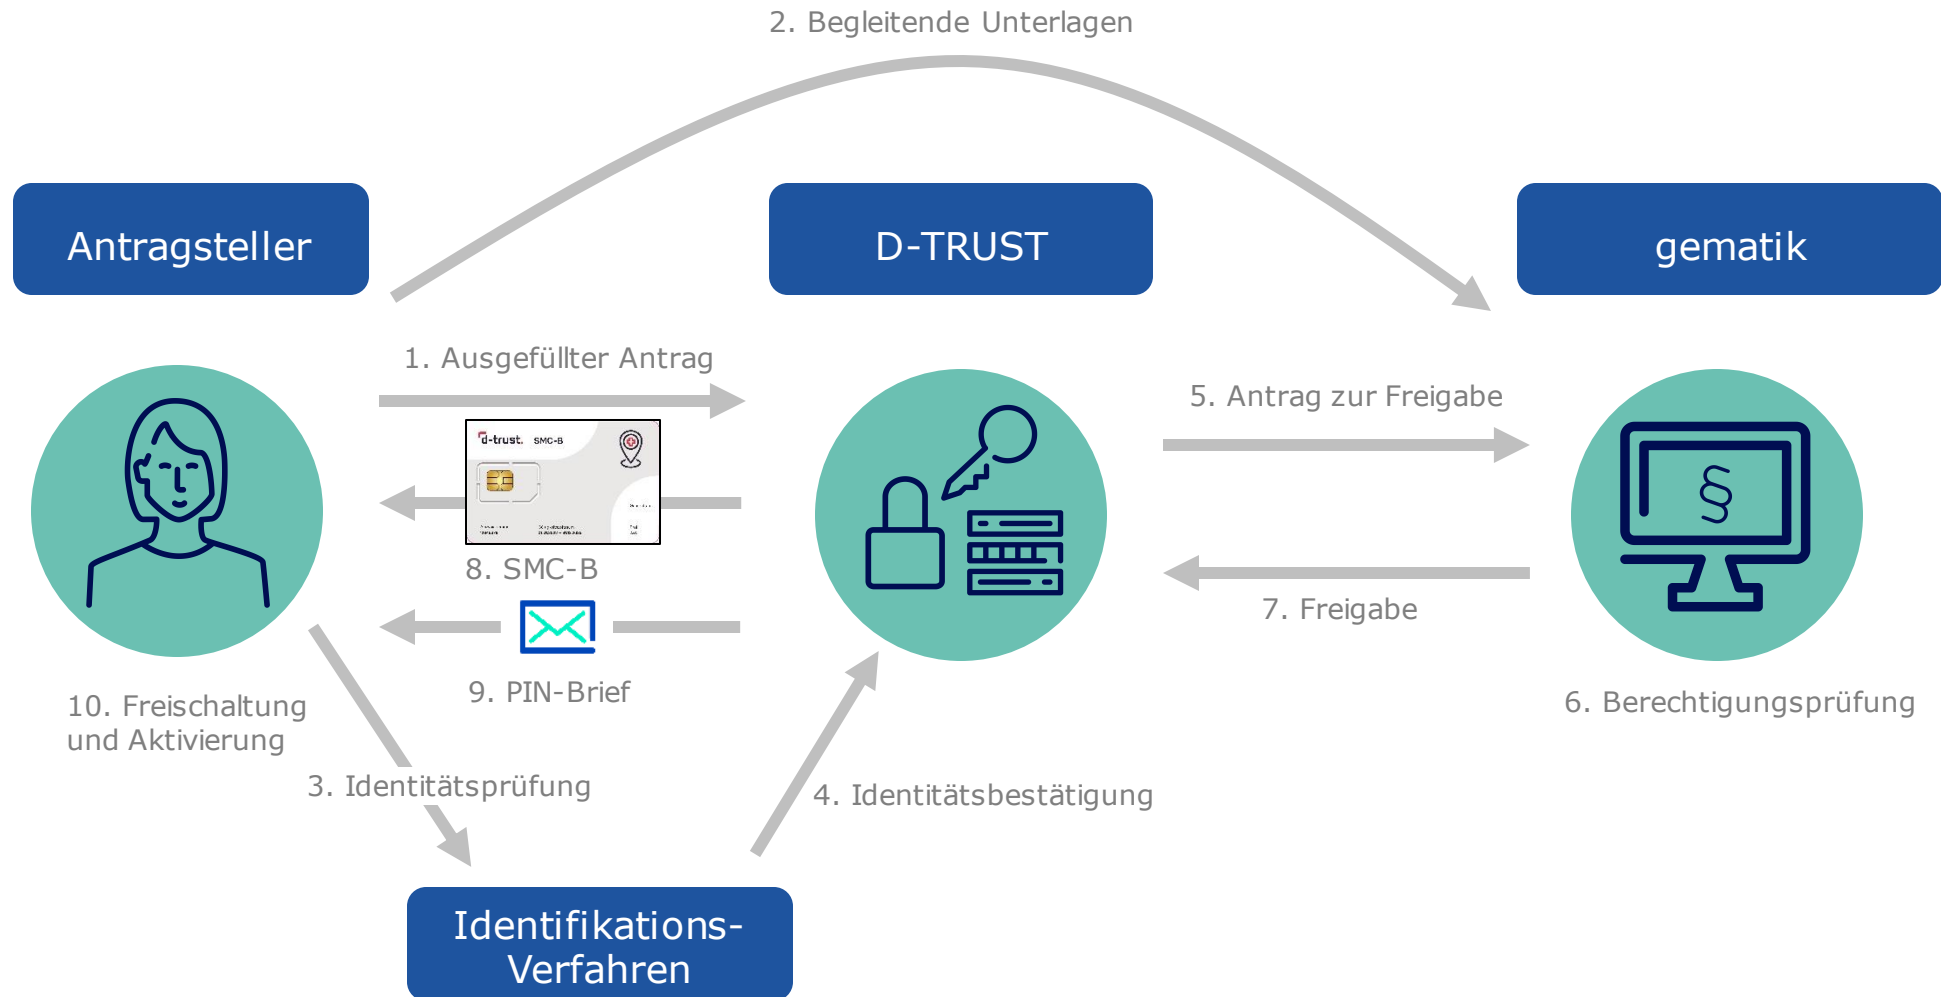 2. Begleitende Unterlagen
Antragsteller
D-TRUST
gematik
1. Ausgefüllter Antrag
5. Antrag zur Freigabe
d-trust. SMC-B
§
8. SMC-B
7. Freigabe
9. PIN-Brief
10. Freischaltung
und Aktivierung
6. Berechtigungsprüfung
3. Identitätsprüfung
4. Identitätsbestätigung
Identifikations-
Verfahren